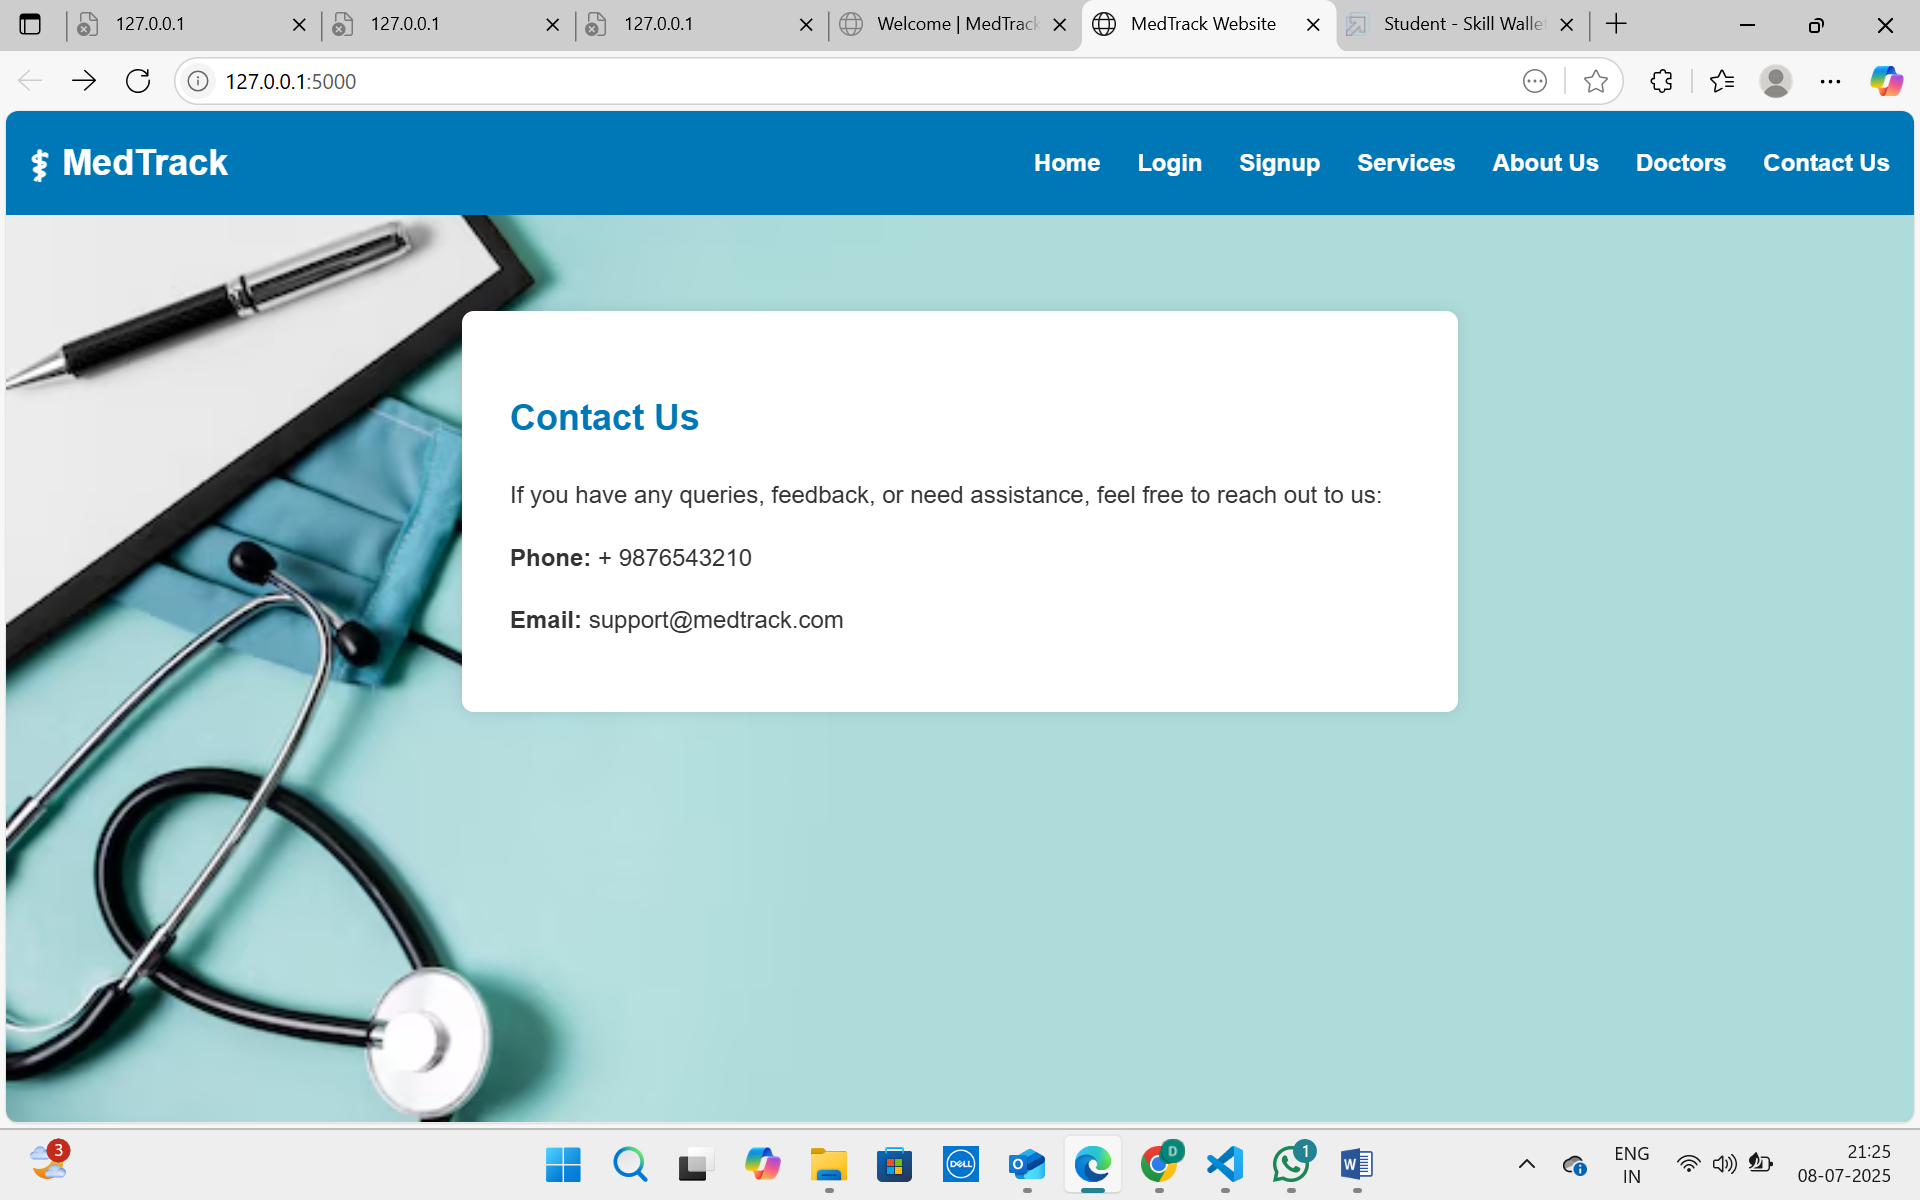 127.0.0.1
127.0.0.1
127.0.0.1
Welcome | MedTrack
MedTrack Website
Student - Skill Wallet
127.0.0.1:5000
MedTrack
Home Login Signup Services About Us Doctors Contact Us
Contact Us
If you have any queries, feedback, or need assistance, feel free to reach out to us:
Phone: + 9876543210
Email: support@medtrack.com
3
DELL
D
1
ENG
IN
21:25
08-07-2025